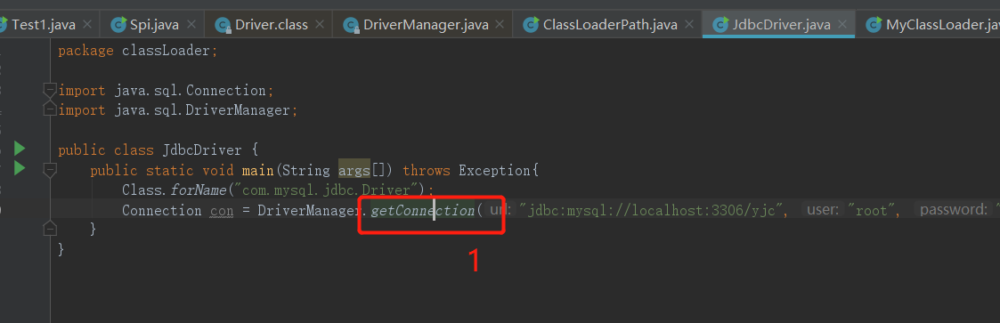 Test1.java Spi.java Driver.class DriverManager.java ClassLoaderPath.java JdbcDriver.java MyClassLoader.jav
package classLoader;
import java.sql.Connection;
import java.sql.DriverManager;
public class JdbcDriver {
public static void main(String args[]) throws Exception{
Class.forName("com.mysql.jdbc.Driver");
Connection con = DriverManager.getConnection( url: "jdbc:mysql://localhost:3306/yjc", user: "root", password: "
}
}
1